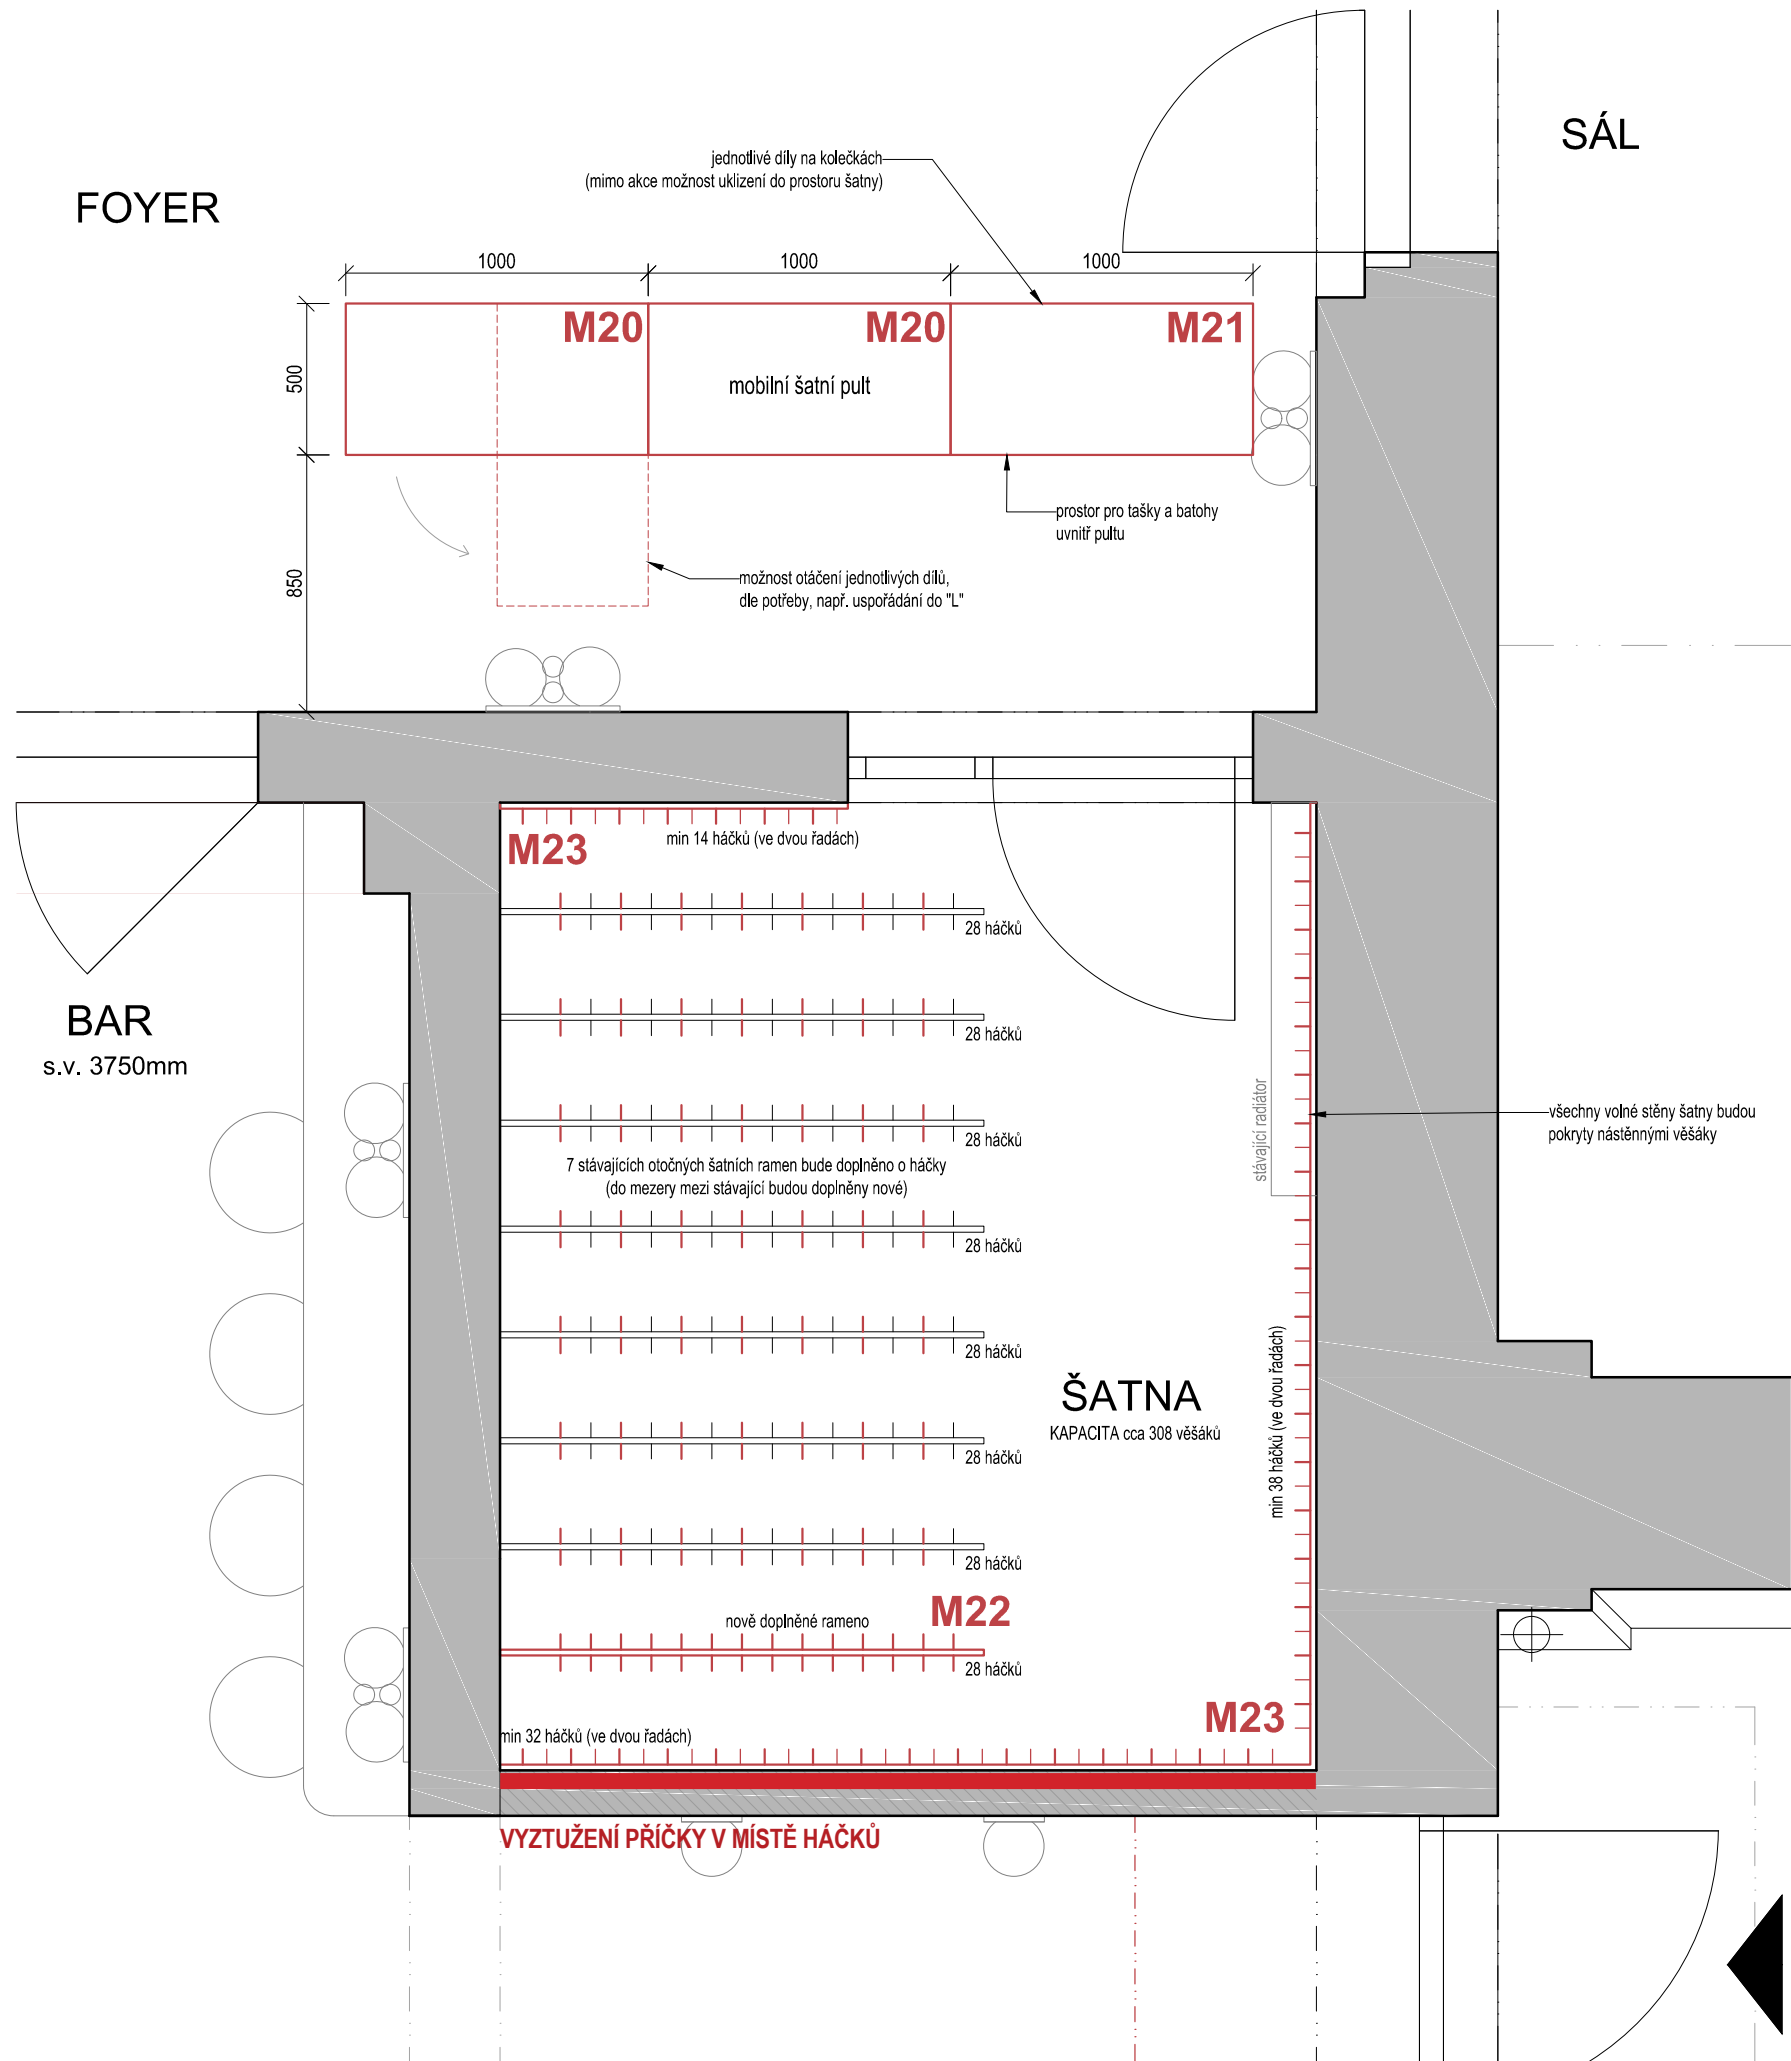 SÁL
jednotlivé díly na kolečkách
(mimo akce možnost uklizení do prostoru šatny)
FOYER
1000
1000
1000
M20
M20
M21
500
mobilní šatní pult
prostor pro tašky a batohy
uvnitř pultu
850
možnost otáčení jednotlivých dílů,
dle potřeby, např. uspořádání do "L"
min 14 háčků (ve dvou řadách)
M23
28 háčků
BAR
s.v. 3750mm
28 háčků
stávající radiátor
všechny volné stěny šatny budou
pokryty nástěnnými věšáky
28 háčků
7 stávajících otočných šatních ramen bude doplněno o háčky
(do mezery mezi stávající budou doplněny nové)
28 háčků
28 háčků
ŠATNA
KAPACITA cca 308 věšáků
min 38 háčků (ve dvou řadách)
28 háčků
28 háčků
nově doplněné rameno
M22
28 háčků
M23
min 32 háčků (ve dvou řadách)
VYZTUŽENÍ PŘÍČKY V MÍSTĚ HÁČKŮ